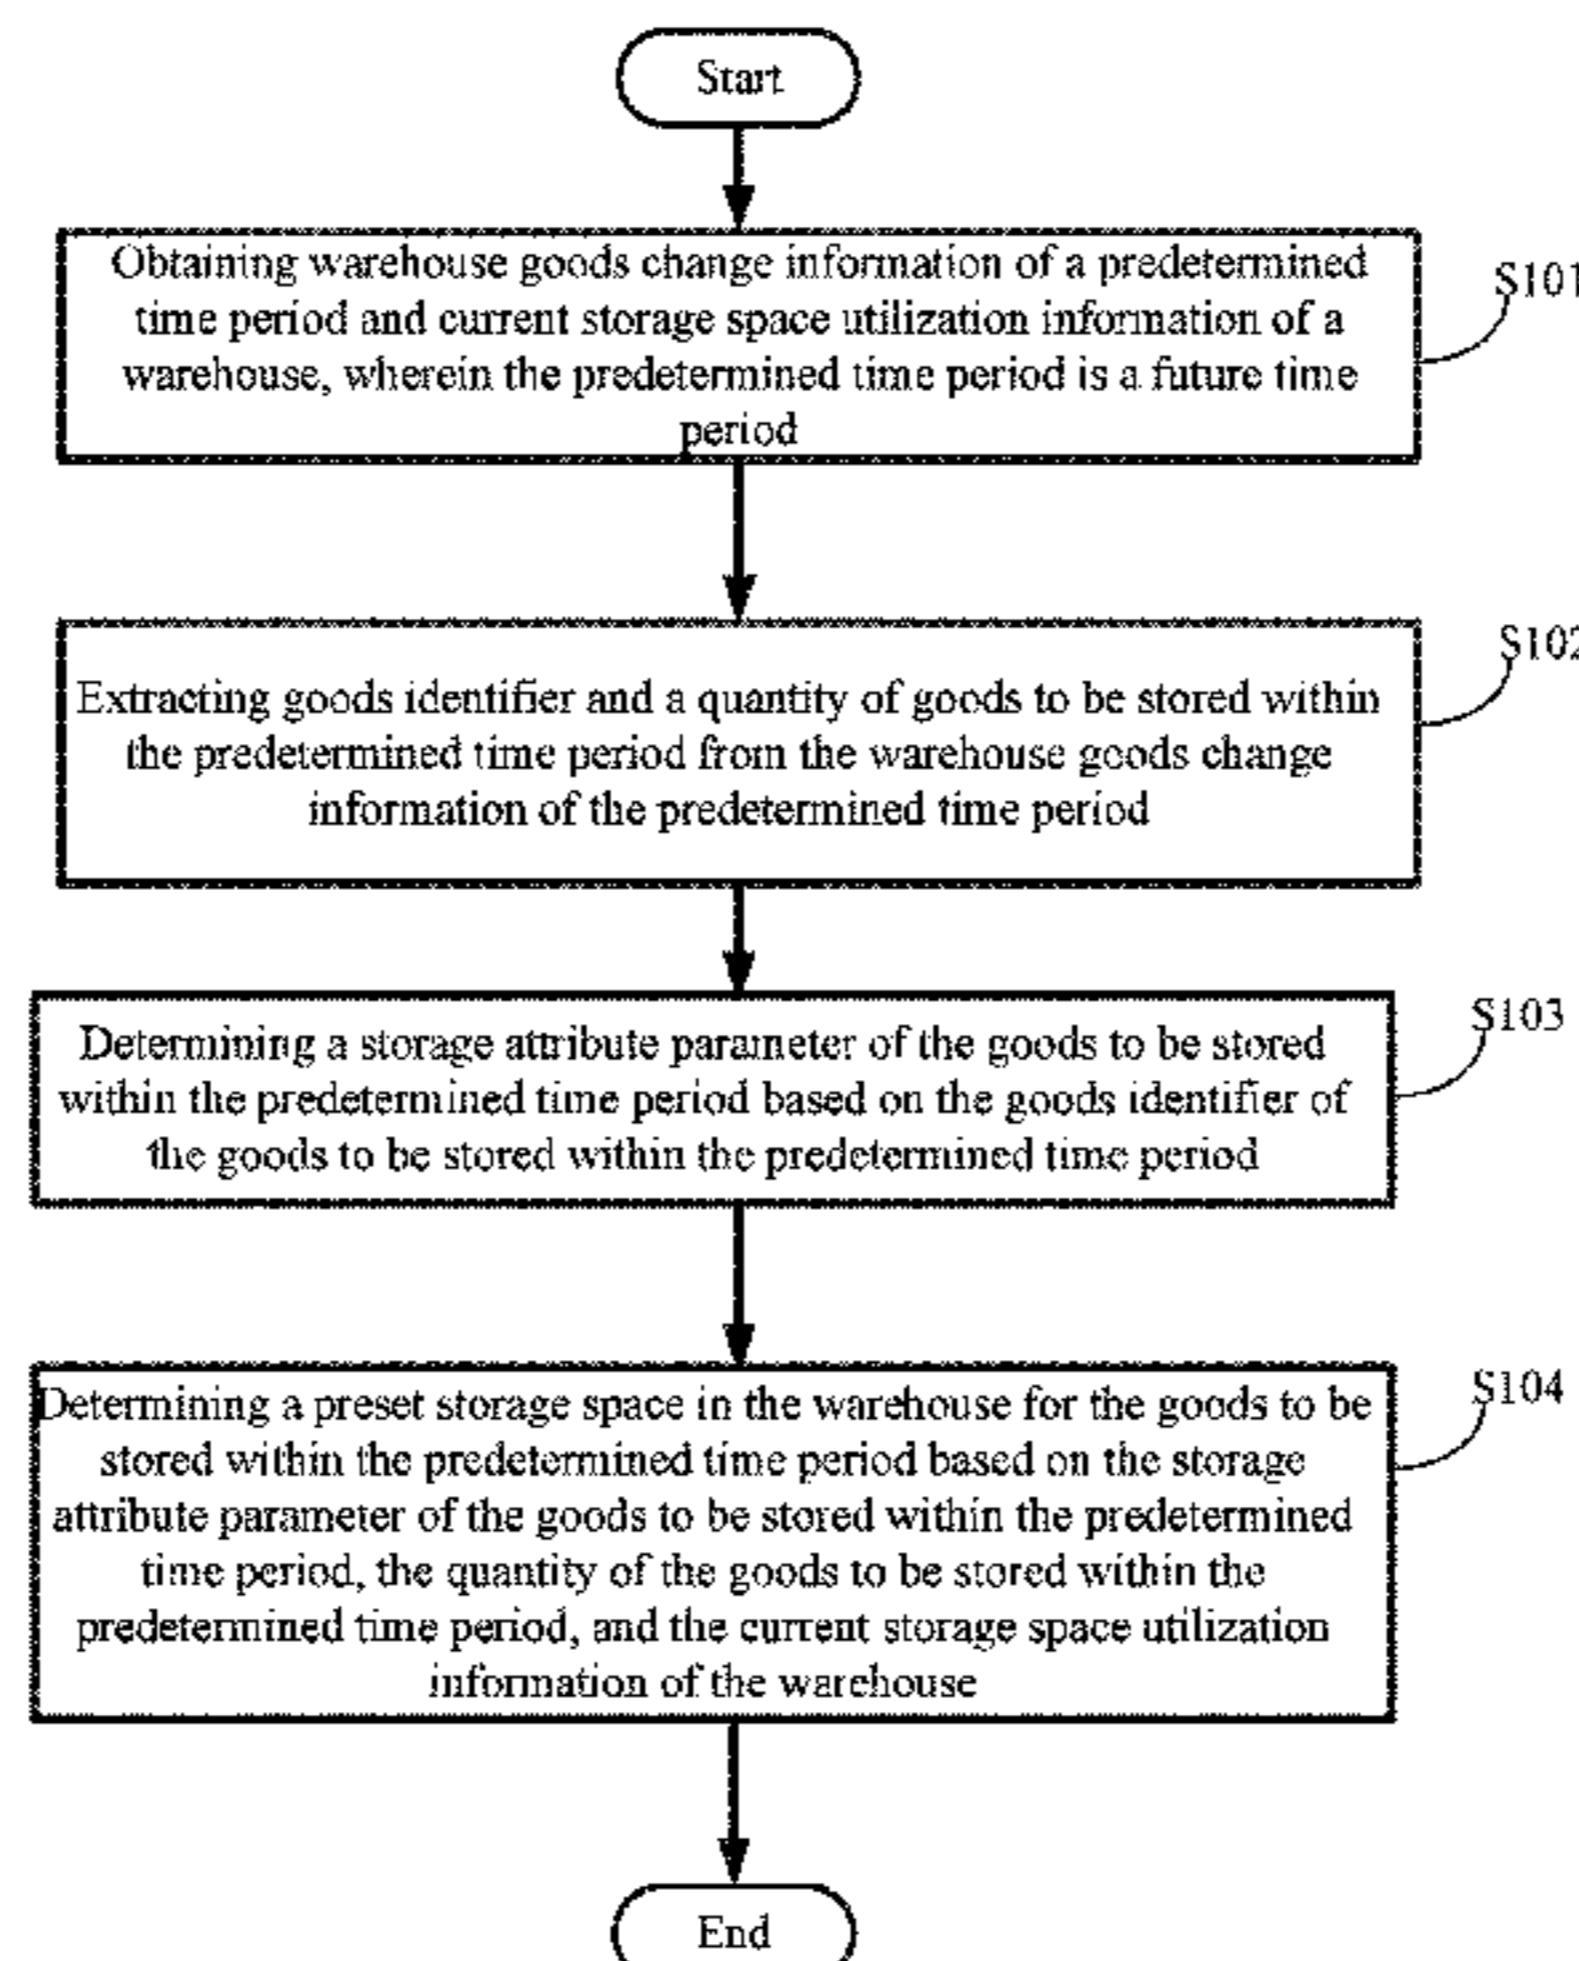 Start
Obtaining warehouse goods change information of a predetermined
time period and current storage space utilization information of a
warehouse, wherein the predetermined time period is a future time
period
S101
Extracting goods identifier and a quantity of goods to be stored within
the predetermined time period from the warehouse goods change
information of the predetermined time period
S102
Determining a storage attribute parameter of the goods to be stored
within the predetermined time period based on the goods identifier of
the goods to be stored within the predetermined time period
S103
Determining a preset storage space in the warehouse for the goods to be
stored within the predetermined time period based on the storage
attribute parameter of the goods to be stored within the predetermined
time period, the quantity of the goods to be stored within the
predetermined time period, and the current storage space utilization
information of the warehouse
S104
End